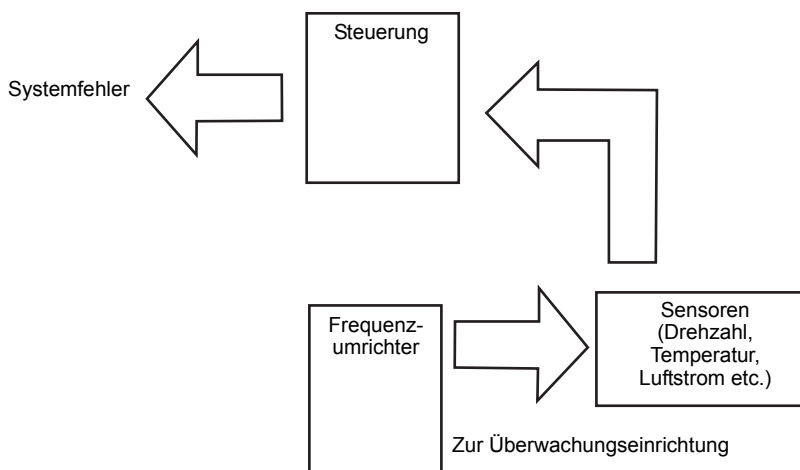 Steuerung
Systemfehler
Frequenz-
umrichter
Sensoren
(Drehzahl,
Temperatur,
Luftstrom etc.)
Zur Überwachungseinrichtung